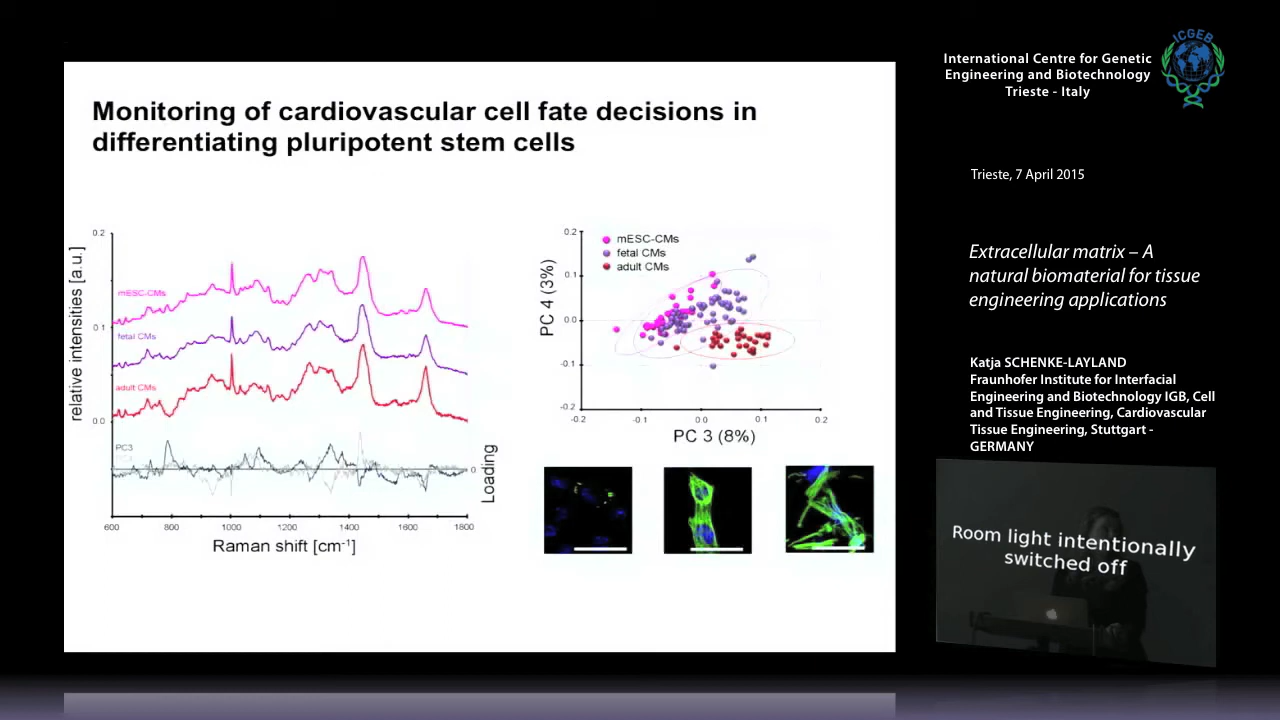 Monitoring of cardiovascular cell fate decisions in
differentiating pluripotent stem cells
relative intensities [a.u.]
0.2
0.1
0.0
mESC-CMs
fetal CMs
adult CMs
PC3
0
Loading
600
800
1000
1200
1400
1600
1800
Raman shift [cm-1]
PC 4 (3%)
0.2
0.1
0.0
-0.1
-0.2
mESC-CMs
fetal CMs
adult CMs
-0.2
-0.1
0.0
0.1
0.2
PC 3 (8%)
ICGEB
International Centre for Genetic
Engineering and Biotechnology
Trieste - Italy
Trieste, 7 April 2015
Extracellular matrix – A
natural biomaterial for tissue
engineering applications
Katja SCHENKE-LAYLAND
Fraunhofer Institute for Interfacial
Engineering and Biotechnology IGB, Cell
and Tissue Engineering, Cardiovascular
Tissue Engineering, Stuttgart -
GERMANY
Room light intentionally
switched off